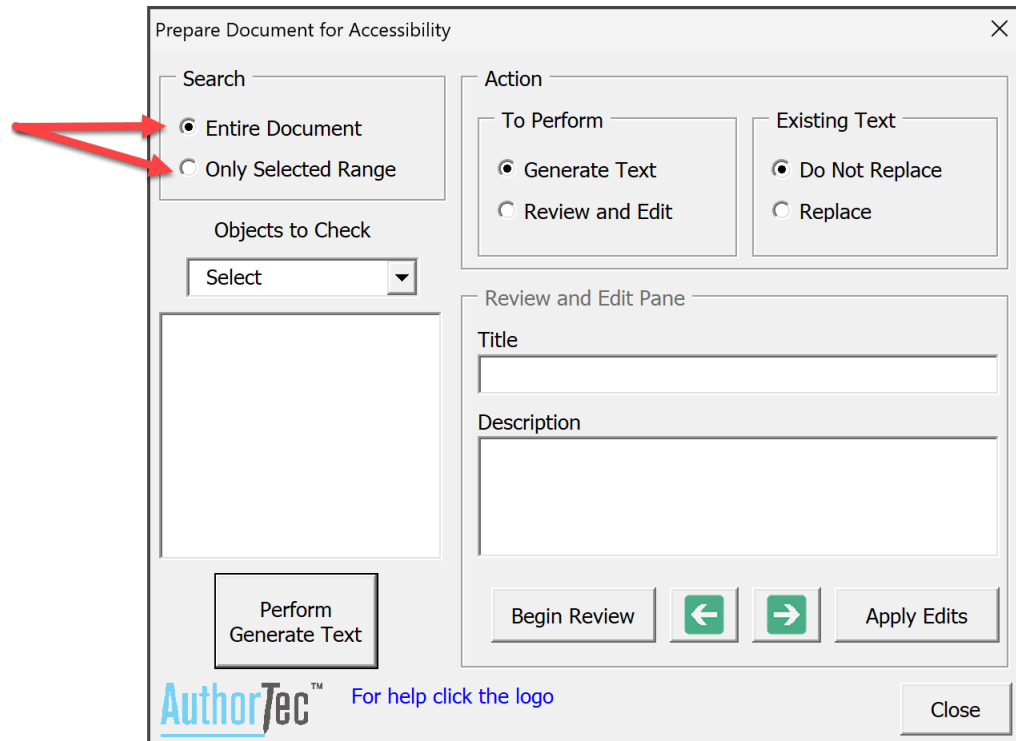 Prepare Document for Accessibility
Search
Entire Document
Only Selected Range
Objects to Check
Select
Perform
Generate Text
Action
To Perform
Generate Text
Review and Edit
Existing Text
Do Not Replace
Replace
Review and Edit Pane
Title
Description
Begin Review
Apply Edits
AuthorTec™
For help click the logo
Close